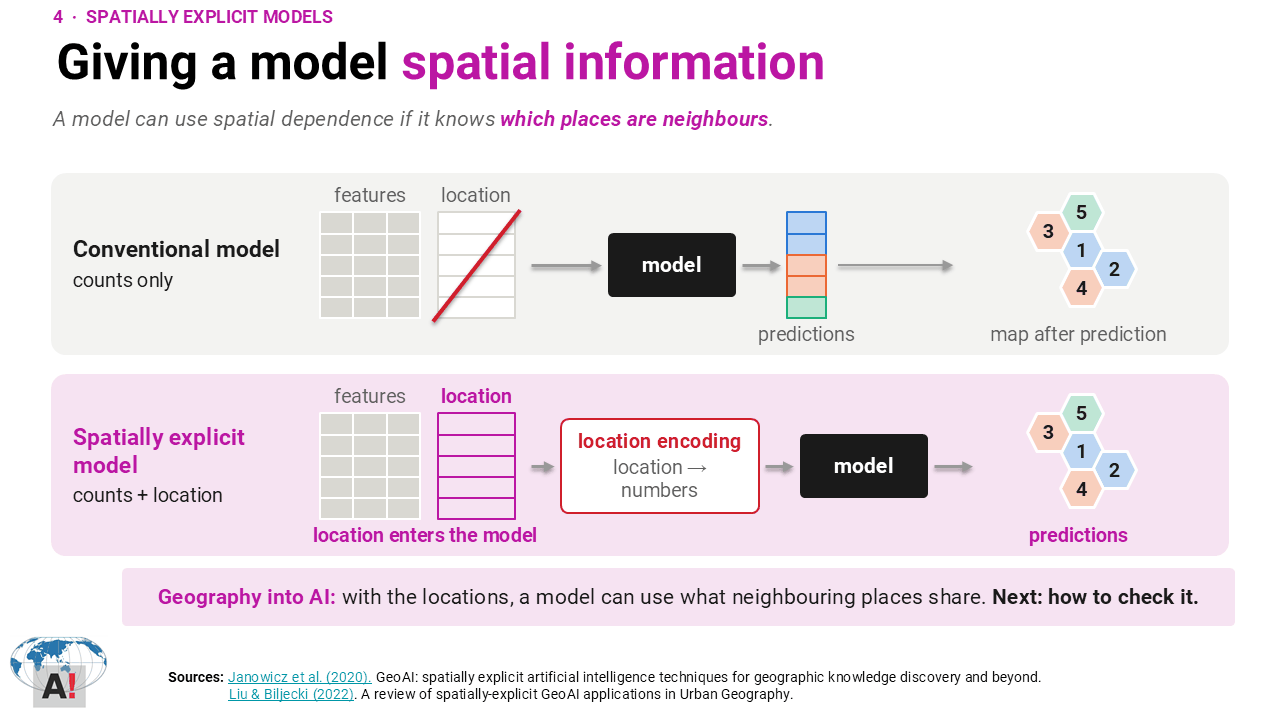 4 · SPATIALLY EXPLICIT MODELS
Giving a model spatial information
A model can use spatial dependence if it knows which places are neighbours.
features
location
Conventional model
counts only
model
predictions
5
3
1
2
4
map after prediction
features
location
Spatially explicit
model
counts + location
location enters the model
location encoding
location →
numbers
model
5
3
1
2
4
predictions
Geography into AI: with the locations, a model can use what neighbouring places share. Next: how to check it.
A!
Sources: Janowicz et al. (2020). GeoAI: spatially explicit artificial intelligence techniques for geographic knowledge discovery and beyond.
Liu & Biljecki (2022). A review of spatially-explicit GeoAI applications in Urban Geography.